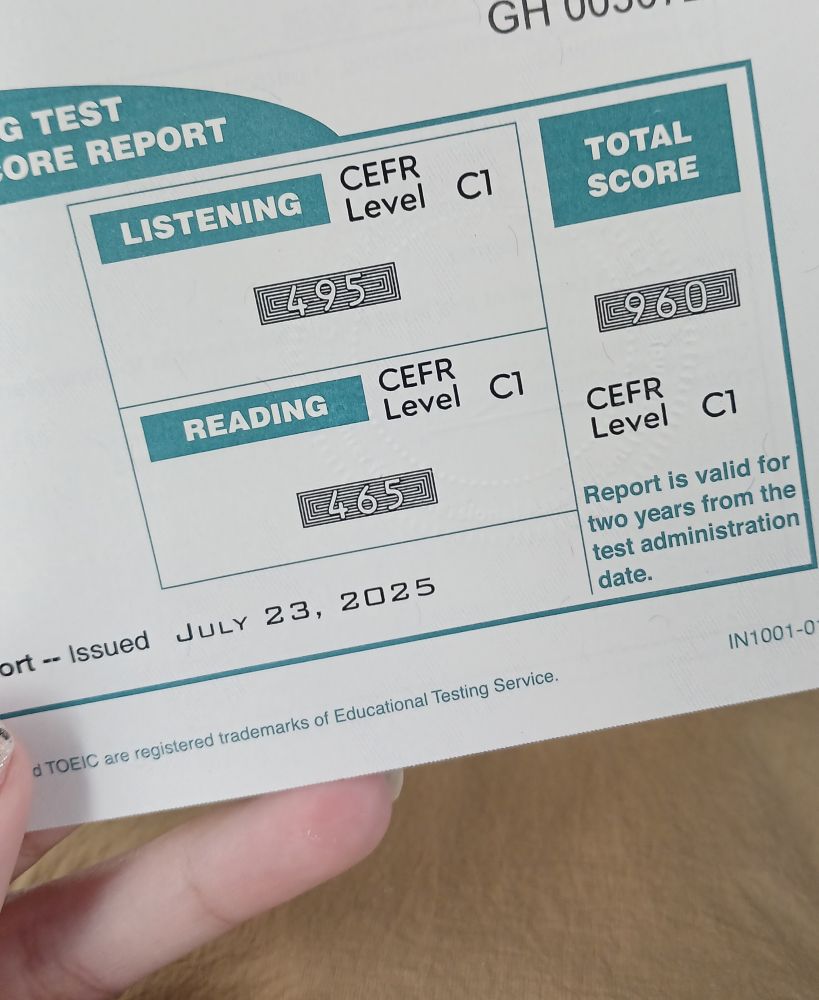 GH
G TEST
ORE REPORT
LISTENING
CEFR
Level C1
495
READING
CEFR
Level C1
465
TOTAL
SCORE
960
CEFR
Level C1
Report is valid for
two years from the
test administration
date.
ort -- Issued JULY 23, 2025
IN1001-01
d TOEIC are registered trademarks of Educational Testing Service.